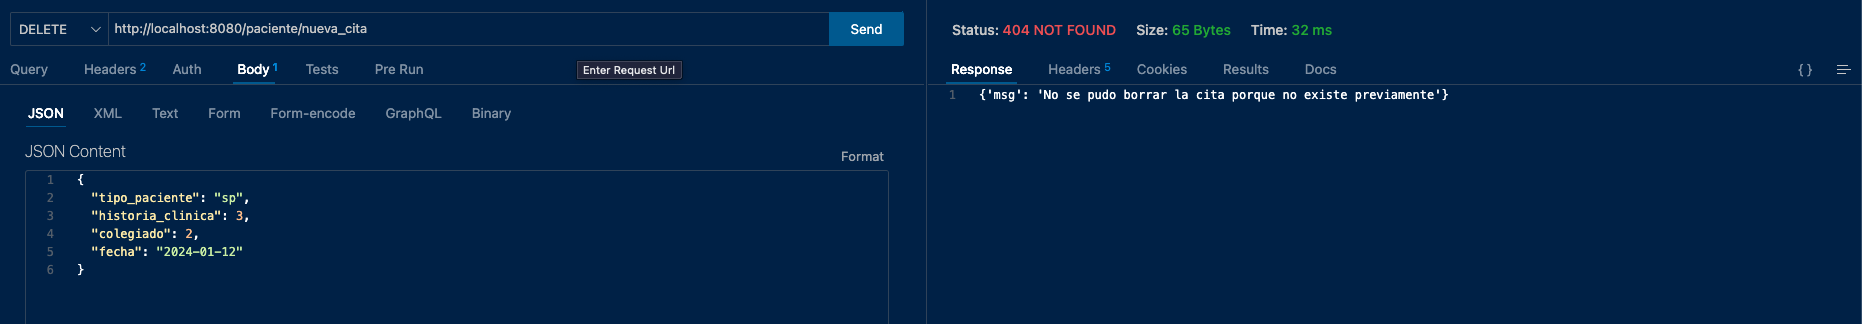 DELETE http://localhost:8080/paciente/nueva_cita Send
Query Headers 2 Auth Body 1 Tests Pre Run
Enter Request Url
JSON XML Text Form Form-encode GraphQL Binary
JSON Content
Format
1 {
2 "tipo_paciente": "sp",
3 "historia_clinica": 3,
4 "colegiado": 2,
5 "fecha": "2024-01-12"
6 }
Status: 404 NOT FOUND Size: 65 Bytes Time: 32 ms
Response Headers 5 Cookies Results Docs { }
1 {'msg': 'No se pudo borrar la cita porque no existe previamente'}